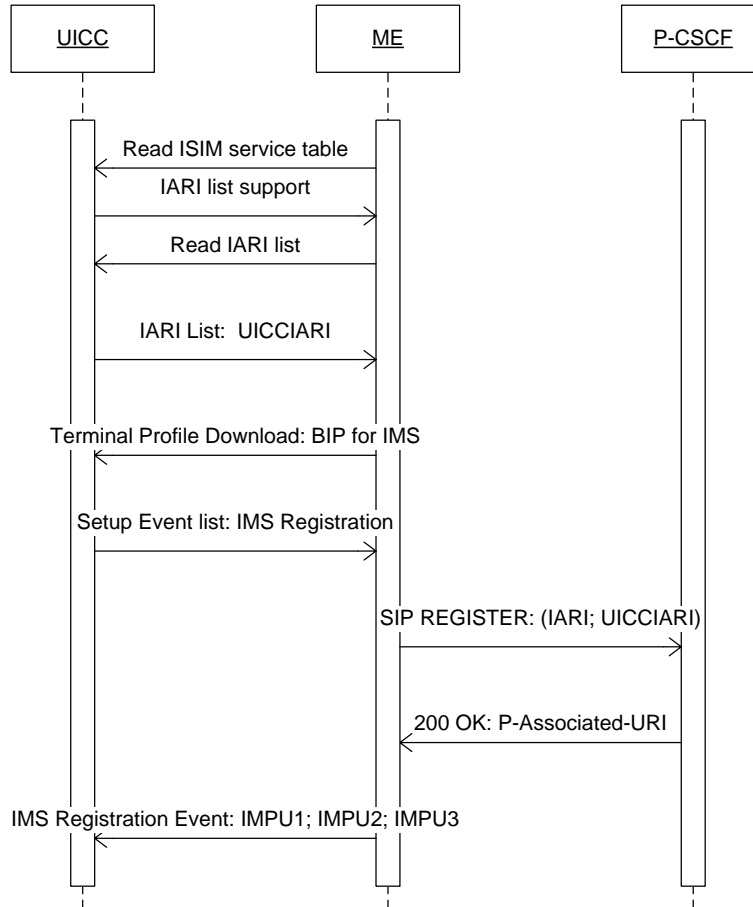 UICC
ME
P-CSCF
Read ISIM service table
IARI list support
Read IARI list
IARI List:  UICCIARI
Terminal Profile Download: BIP for IMS
Setup Event list: IMS Registration
SIP REGISTER: (IARI; UICCIARI)
200 OK: P-Associated-URI
IMS Registration Event: IMPU1; IMPU2; IMPU3